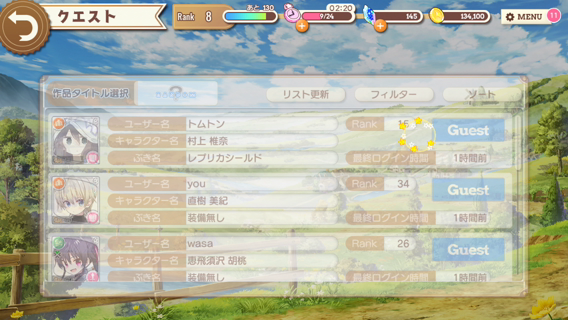 クエスト
Rank 8
あと 130
9/24
02:20
145
134,100
MENU
11
作品タイトル選択
リスト更新
フィルター
ソート
ユーザー名 トムトン
Rank 15
Guest
キャラクター名 村上 椎奈
ぶき名 レプリカシールド
最終ログイン時間 1時間前
ユーザー名 you
Rank 34
Guest
キャラクター名 直樹 美紀
ぶき名 装備無し
最終ログイン時間 1時間前
ユーザー名 wasa
Rank 26
Guest
キャラクター名 恵飛須沢 胡桃
ぶき名 装備無し
最終ログイン時間 1時間前